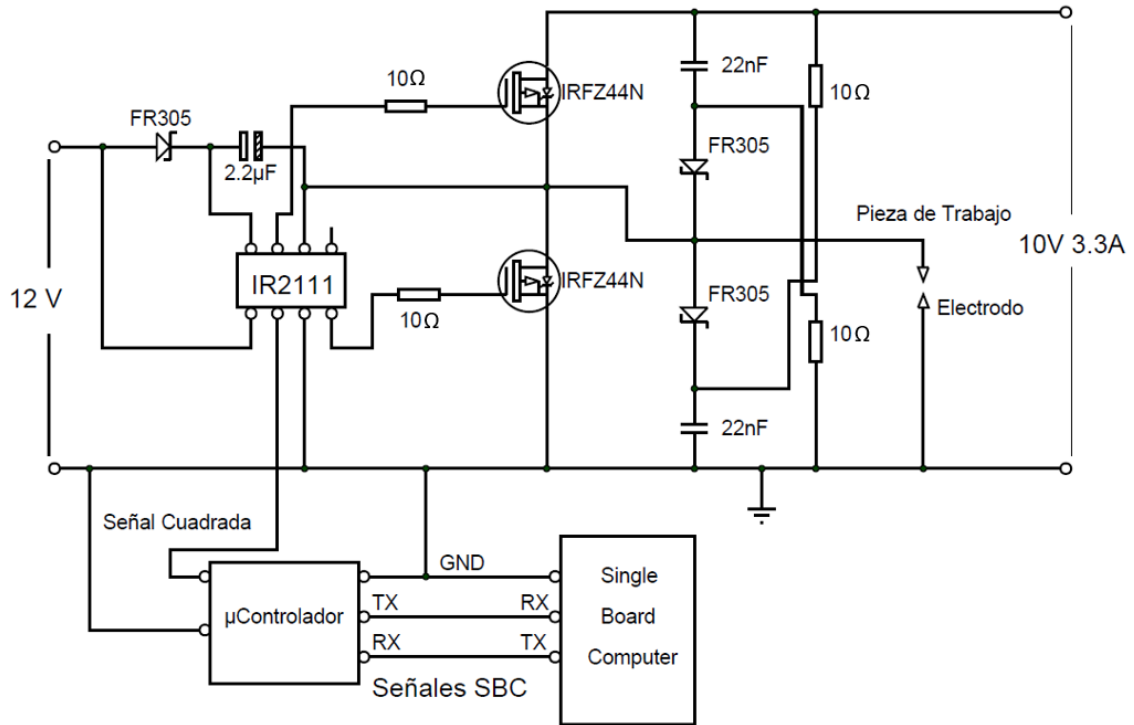 22nF
10Ω
IRFZ44N
10Ω
FR305
FR305
2.2µF
Pieza de Trabajo
10V 3.3A
IR2111
12 V
IRFZ44N
10Ω
FR305
Electrodo
10Ω
22nF
Señal Cuadrada
GND
Single
µControlador
TX
RX
Board
RX
TX
Computer
Señales SBC